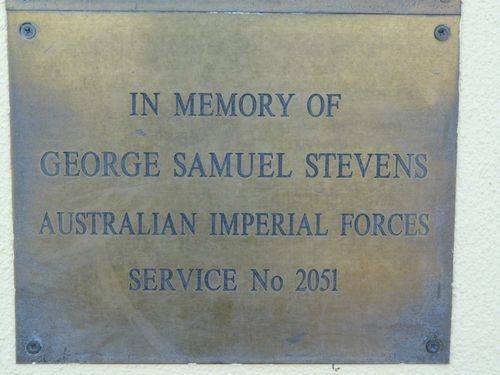 IN MEMORY OF
GEORGE SAMUEL STEVENS
AUSTRALIAN IMPERIAL FORCES
SERVICE No 2051